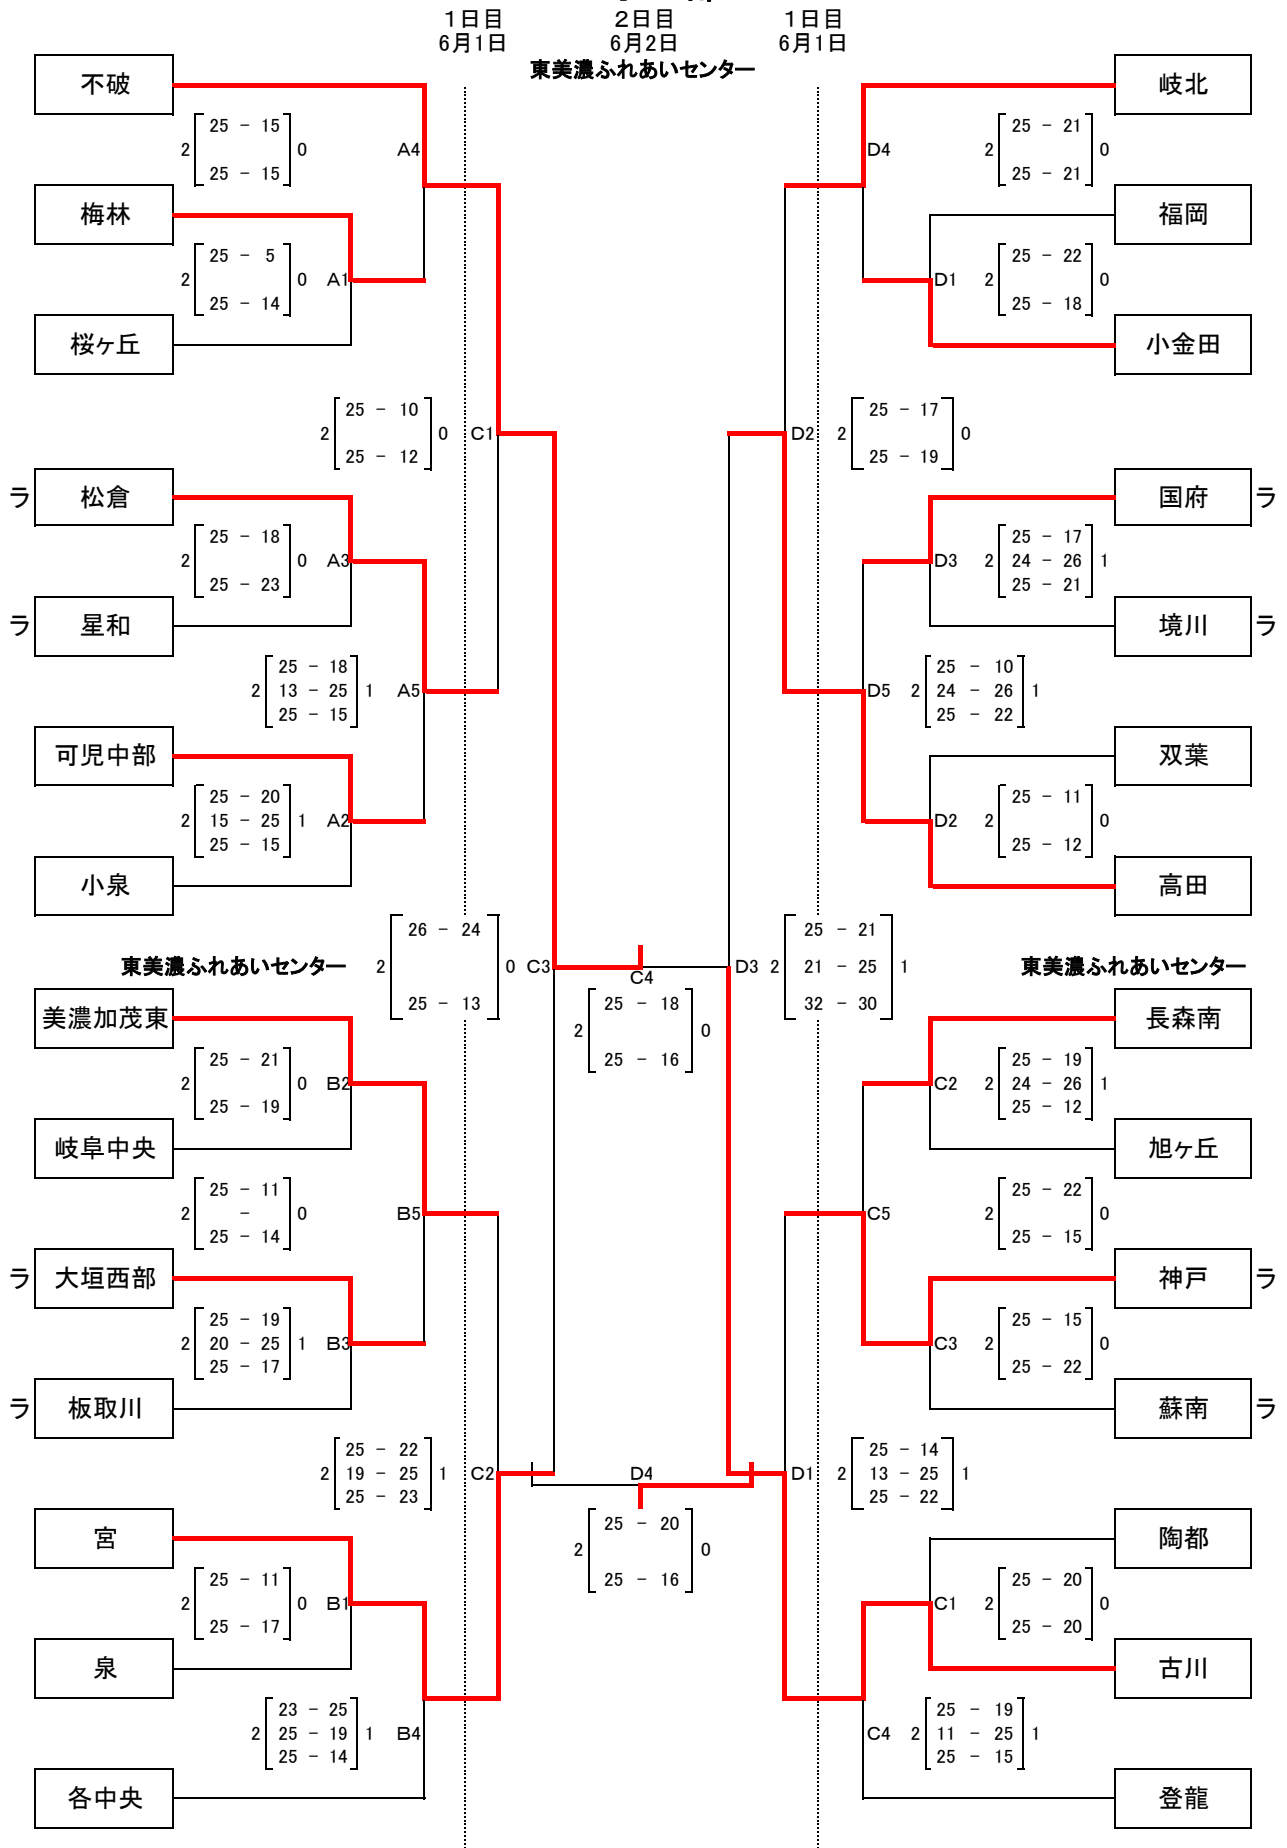 1日目 2日目 1日目
6月1日 6月2日 6月1日
東美濃ふれあいセンター
不破
25 - 15
2 0 A4
25 - 15
梅林
25 - 5
2 0 A1
25 - 14
桜ヶ丘
25 - 10
2 0 C1
25 - 12
ラ 松倉
25 - 18
2 0 A3
25 - 23
ラ 星和
25 - 18
2 13 - 25 1 A5
25 - 15
可児中部
25 - 20
2 15 - 25 1 A2
25 - 15
小泉
26 - 24
2 0 C3
25 - 13
東美濃ふれあいセンター
美濃加茂東
25 - 21
2 0 B2
25 - 19
岐阜中央
25 - 11
2 - 0 B5
25 - 14
ラ 大垣西部
25 - 19
2 20 - 25 1 B3
25 - 17
ラ 板取川
25 - 22
2 19 - 25 1 C2
25 - 23
宮
25 - 11
2 0 B1
25 - 17
泉
23 - 25
2 25 - 19 1 B4
25 - 14
各中央
C4
25 - 18
2 0
25 - 16
D4
25 - 20
2 0
25 - 16
岐北
25 - 21
D4 2 0
25 - 21
福岡
25 - 22
D1 2 0
25 - 18
小金田
25 - 17
D2 2 0
25 - 19
国府 ラ
25 - 17
D3 2 24 - 26 1
25 - 21
境川 ラ
25 - 10
D5 2 24 - 26 1
25 - 22
双葉
25 - 11
D2 2 0
25 - 12
高田
25 - 21
D3 2 21 - 25 1
32 - 30
東美濃ふれあいセンター
長森南
25 - 19
C2 2 24 - 26 1
25 - 12
旭ヶ丘
25 - 22
C5 2 0
25 - 15
神戸 ラ
25 - 15
C3 2 0
25 - 22
蘇南 ラ
25 - 14
D1 2 13 - 25 1
25 - 22
陶都
25 - 20
C1 2 0
25 - 20
古川
25 - 19
C4 2 11 - 25 1
25 - 15
登龍